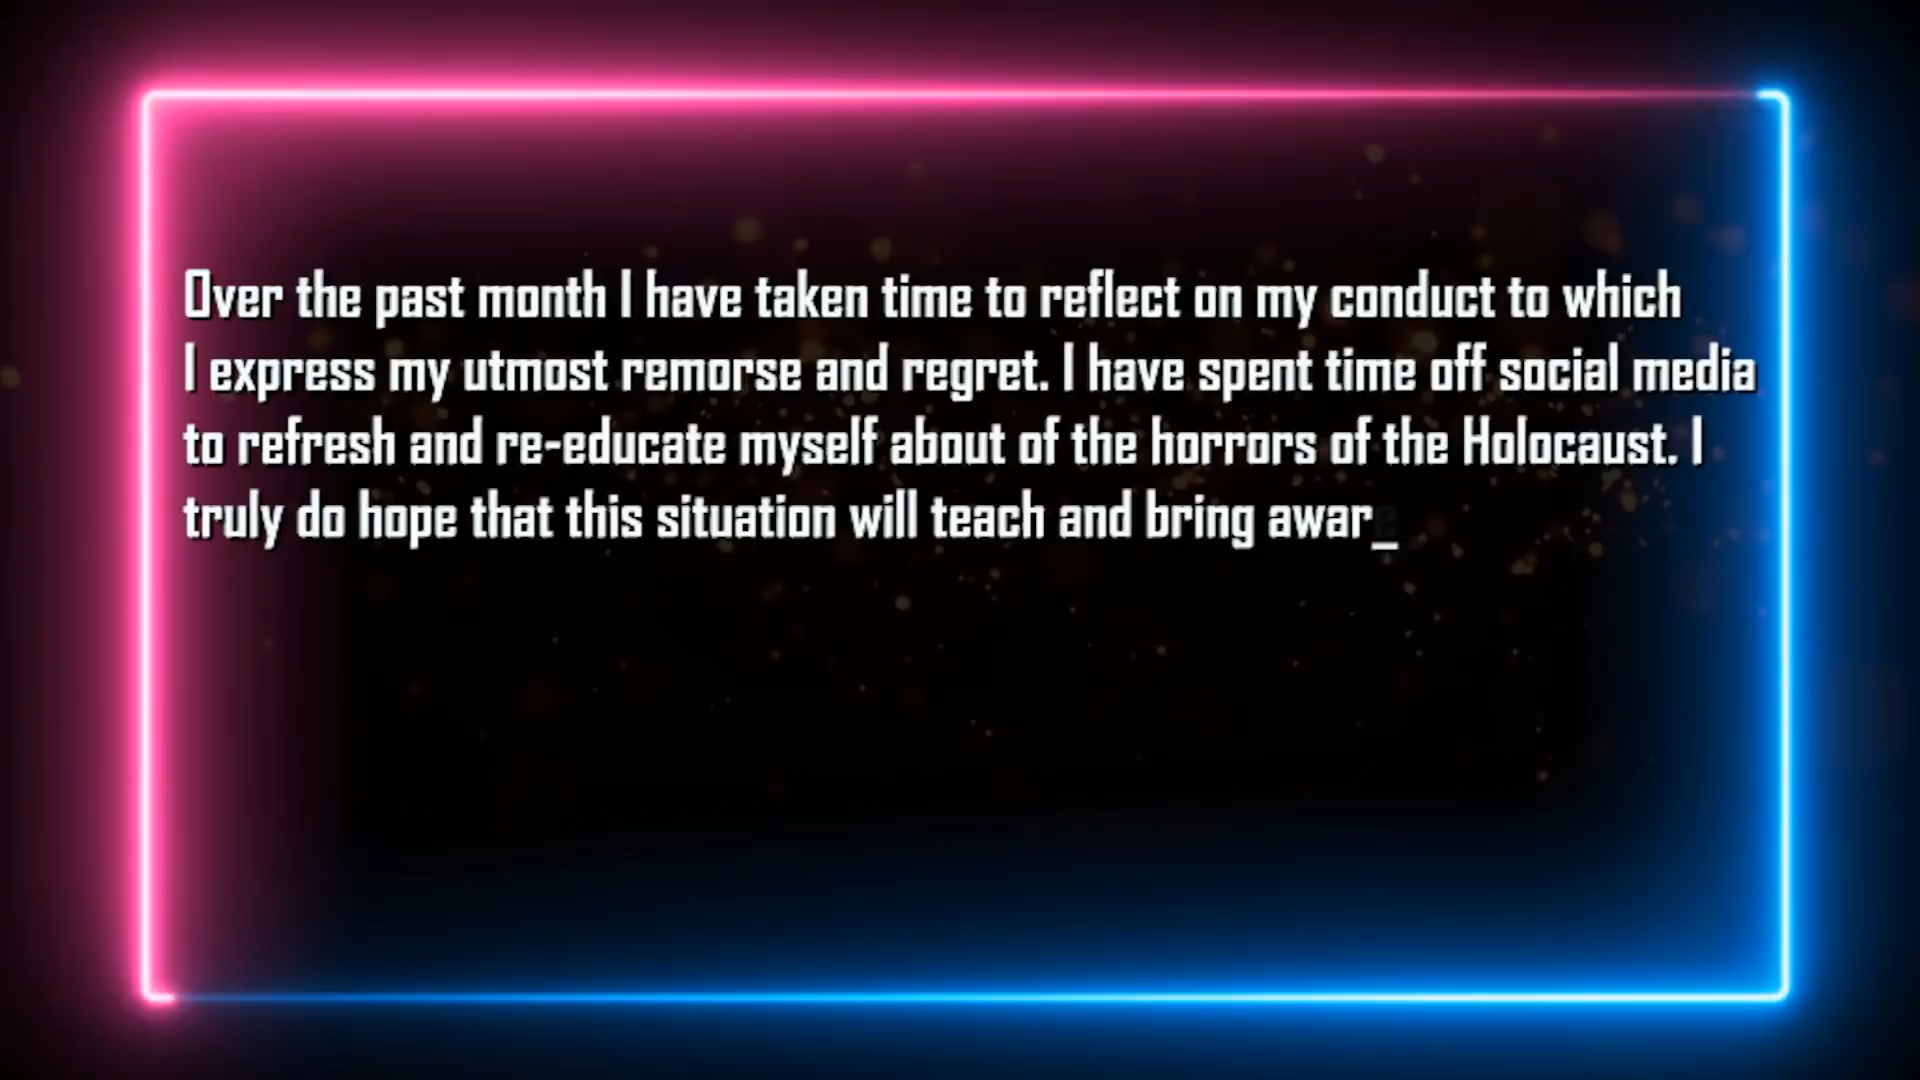 Over the past month I have taken time to reflect on my conduct to which
I express my utmost remorse and regret. I have spent time off social media
to refresh and re-educate myself about of the horrors of the Holocaust. I
truly do hope that this situation will teach and bring awar_